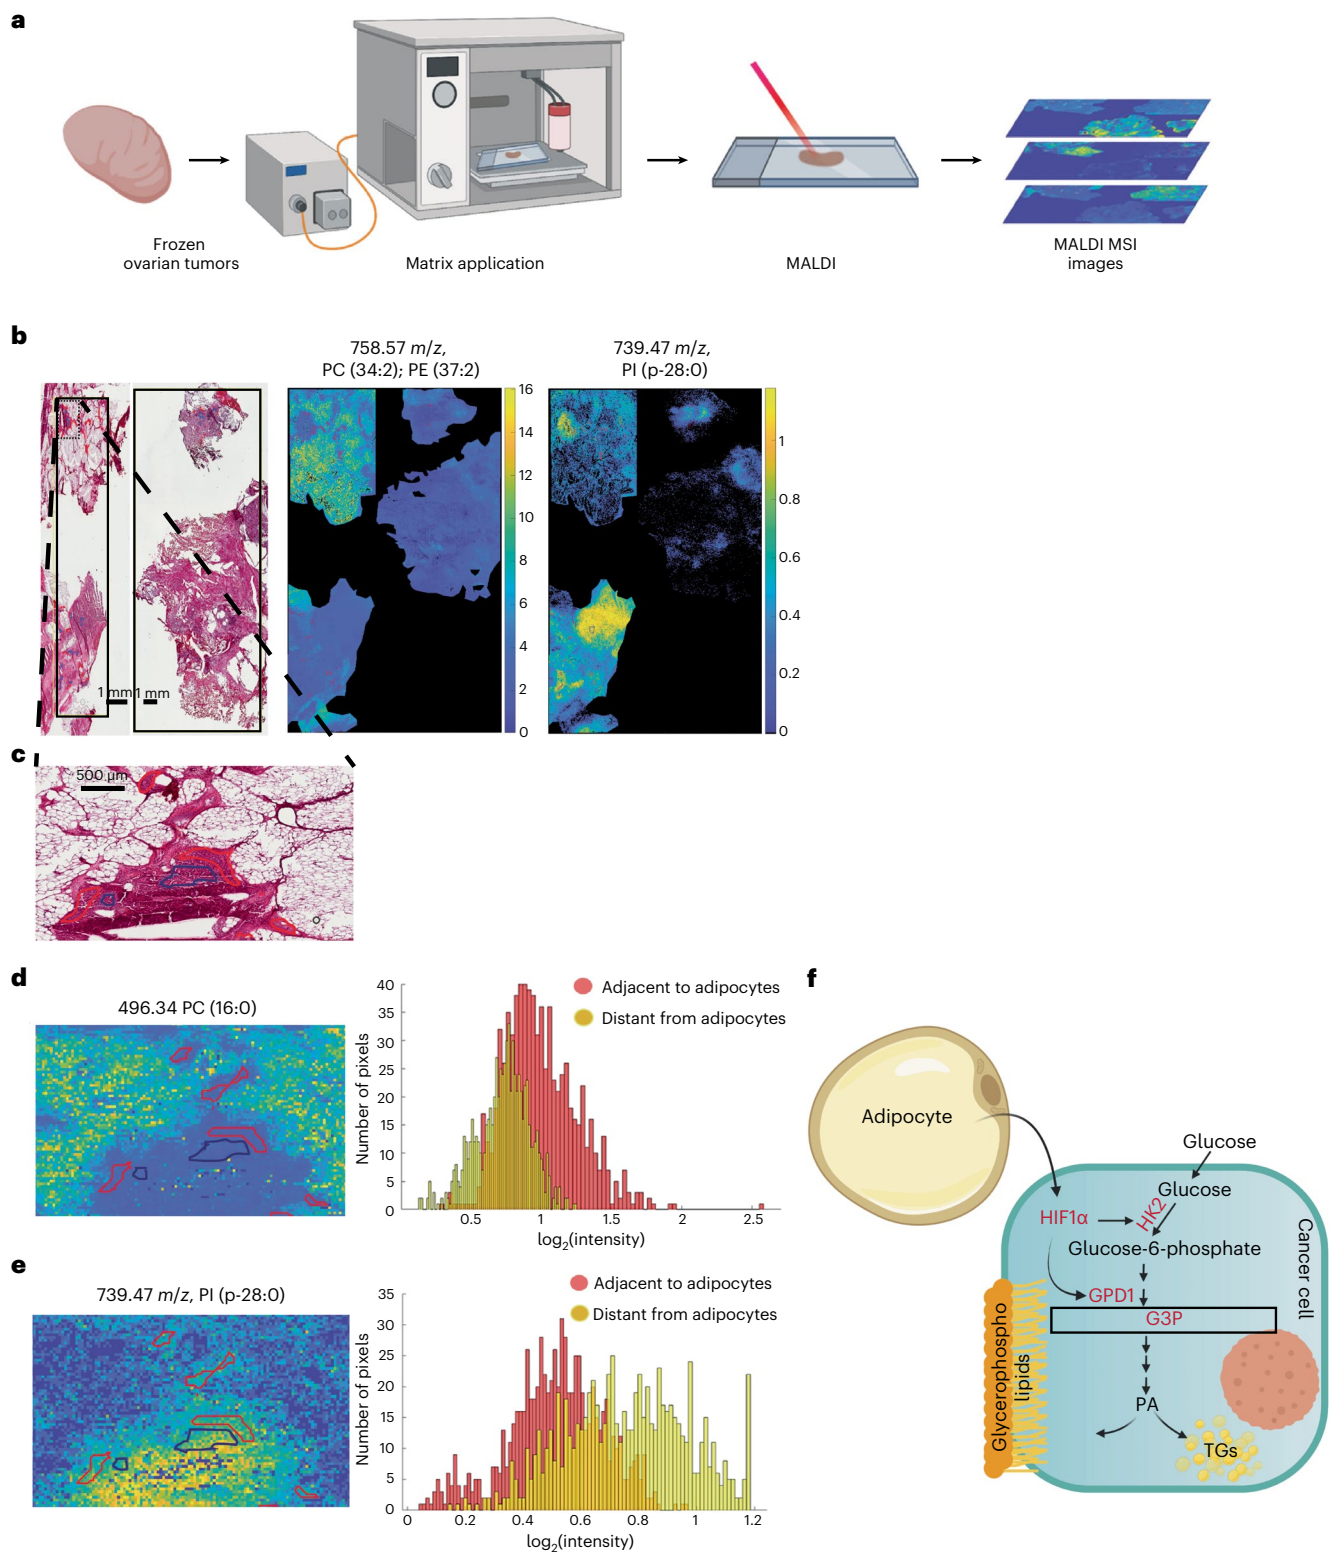 a
Frozen
ovarian tumors
Matrix application
MALDI
MALDI MSI
images
b
758.57 m/z,
PC (34:2); PE (37:2)
739.47 m/z,
PI (p-28:0)
1 mm
1 mm
16
14
12
10
8
6
4
2
0
1
0.8
0.6
0.4
0.2
0
c
500 µm
d
496.34 PC (16:0)
Number of pixels
40
35
30
25
20
15
10
5
0
0.5
1
1.5
2
2.5
log2(intensity)
Adjacent to adipocytes
Distant from adipocytes
e
739.47 m/z, PI (p-28:0)
Number of pixels
35
30
25
20
15
10
5
0
0
0.2
0.4
0.6
0.8
1
1.2
log2(intensity)
Adjacent to adipocytes
Distant from adipocytes
f
Adipocyte
Glucose
Glucose
HIF1α
HK2
Glucose-6-phosphate
GPD1
G3P
PA
TGs
Cancer cell
Glycerophospho
lipids